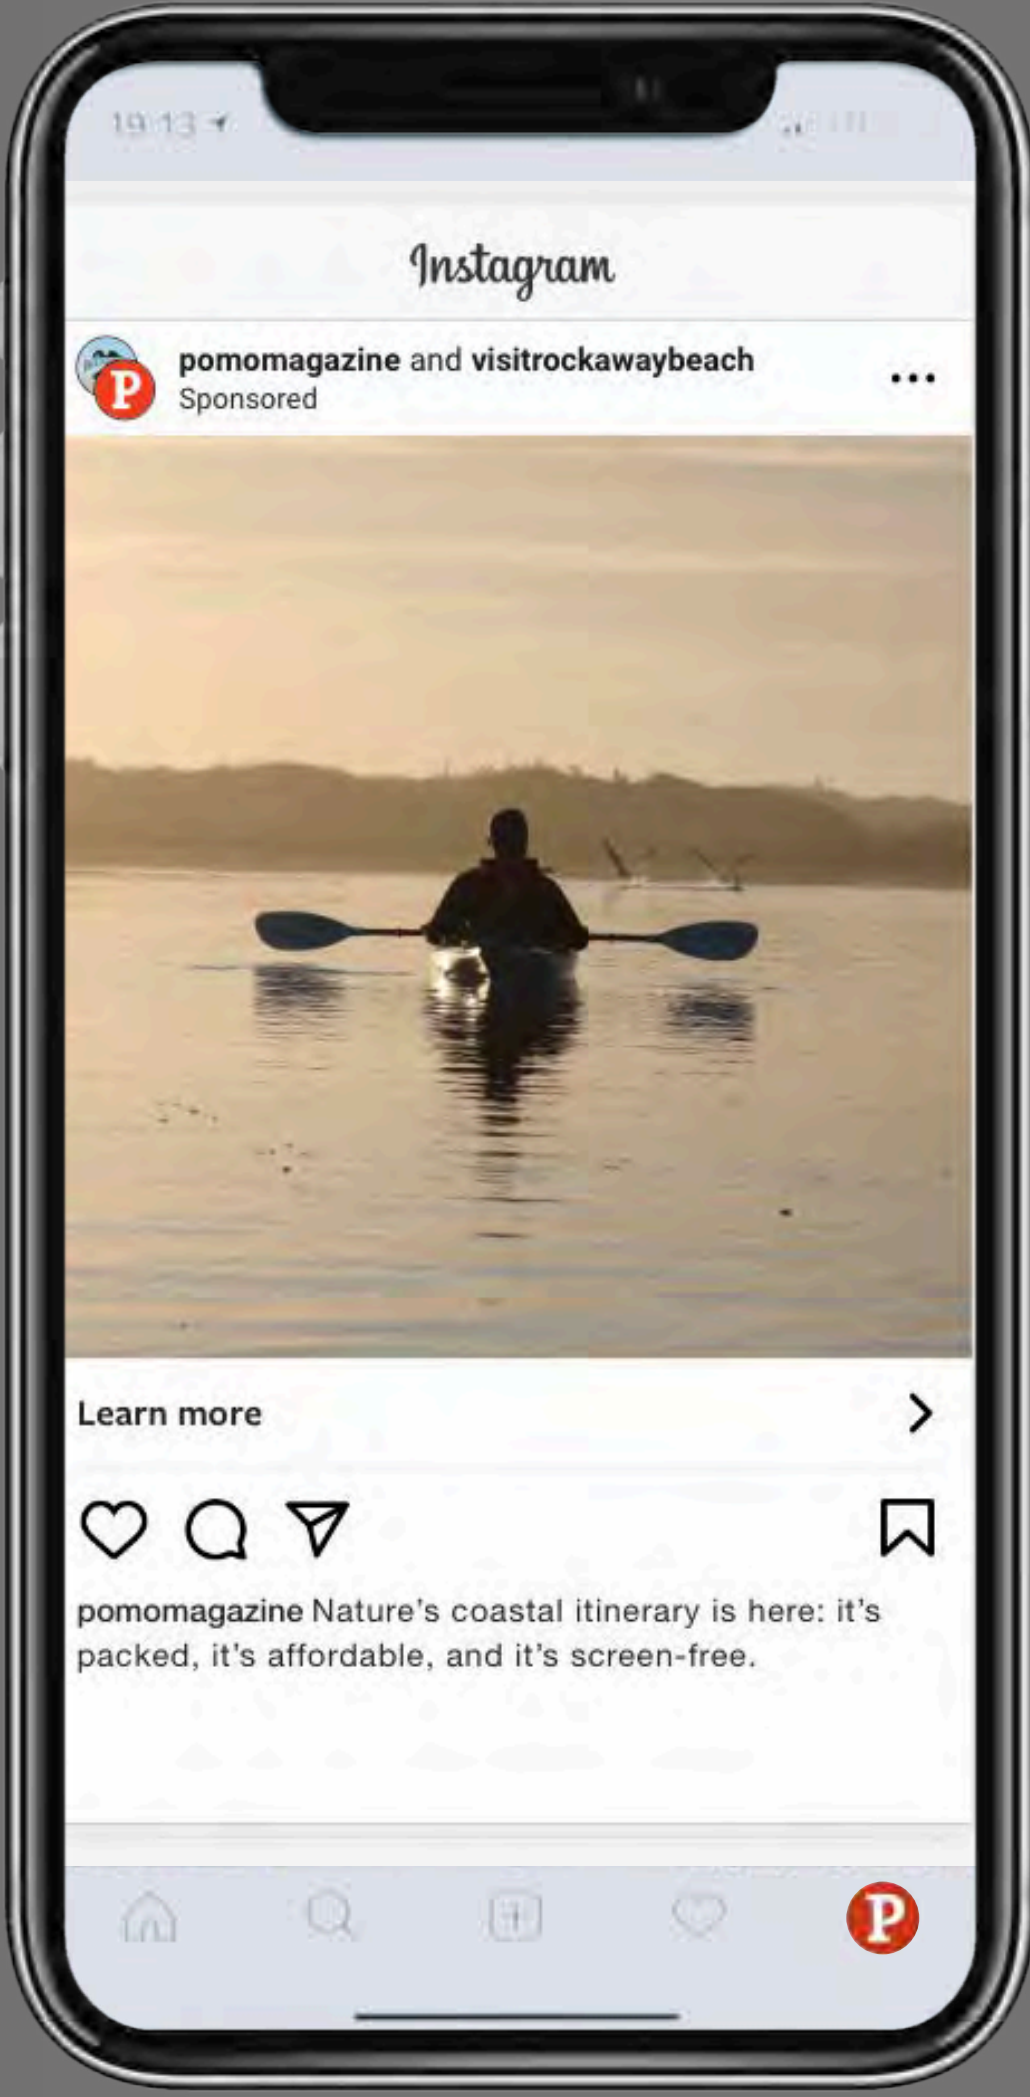 19:13
Instagram
pomomagazine and visitrockawaybeach
P
Sponsored
Learn more
pomomagazine Nature's coastal itinerary is here: it's
packed, it's affordable, and it's screen-free.
P